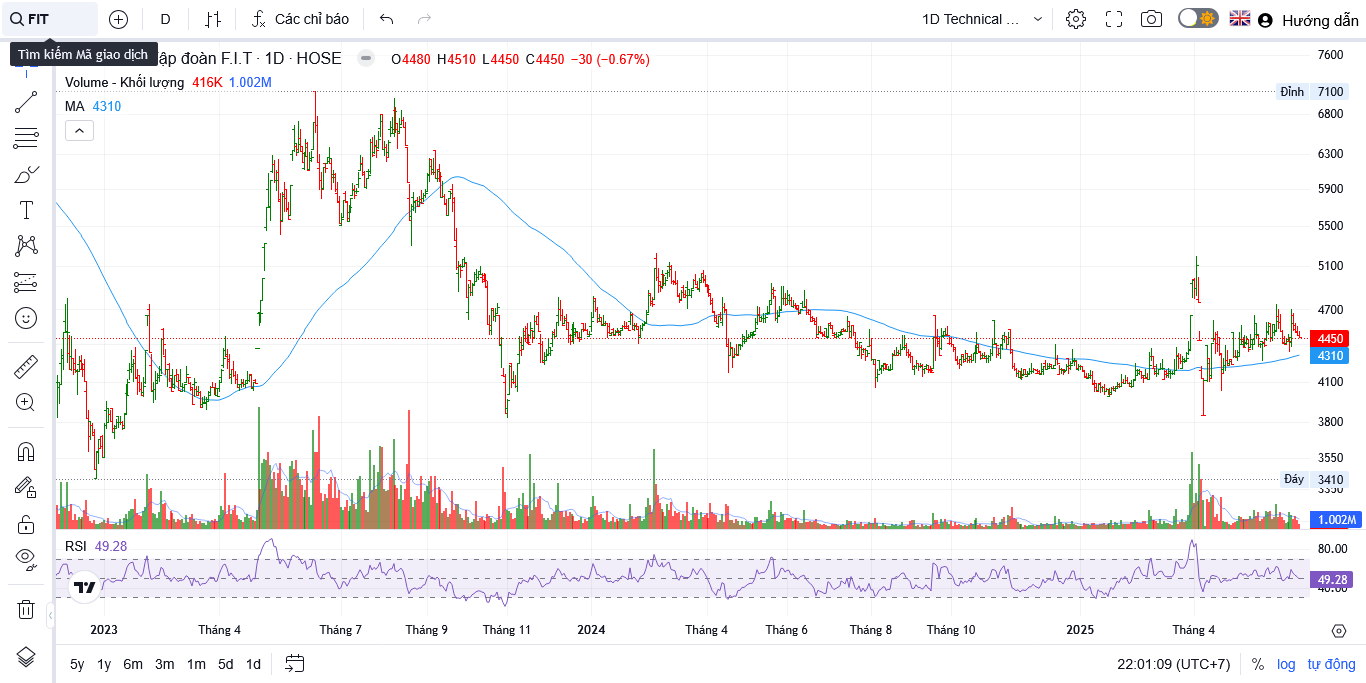 FIT
D
Các chỉ báo
1D Technical ...
Hướng dẫn
Tìm kiếm Mã giao dịch
ập đoàn F.I.T · 1D · HOSE
O4480 H4510 L4450 C4450 −30 (−0.67%)
Volume - Khối lượng 416K 1.002M
MA 4310
7600
Đỉnh 7100
6800
6300
5900
5500
5100
4700
4450
4310
4100
3800
3550
Đáy 3410
3350
1.002M
RSI 49.28
80.00
49.28
40.00
2023 Tháng 4 Tháng 7 Tháng 9 Tháng 11 2024 Tháng 4 Tháng 6 Tháng 8 Tháng 10 2025 Tháng 4
5y 1y 6m 3m 1m 5d 1d
22:01:09 (UTC+7) % log tự động